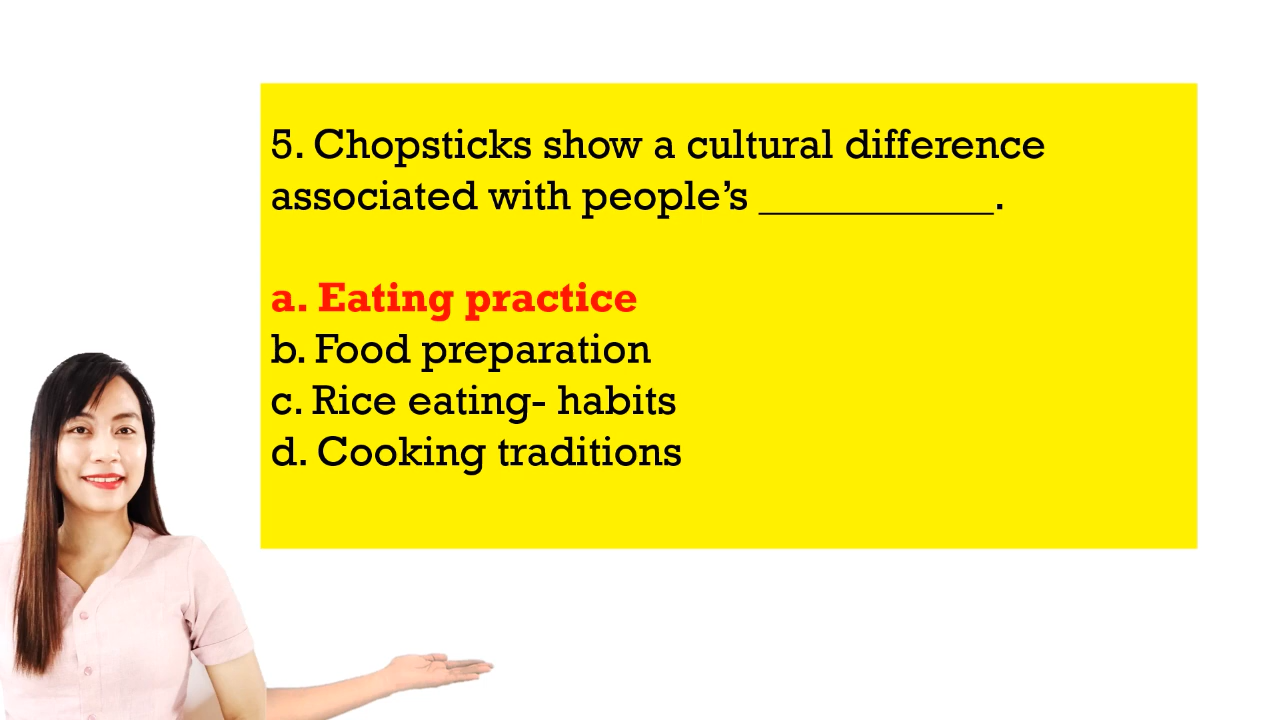 5. Chopsticks show a cultural difference
associated with people’s ___________.
a. Eating practice
b. Food preparation
c. Rice eating- habits
d. Cooking traditions